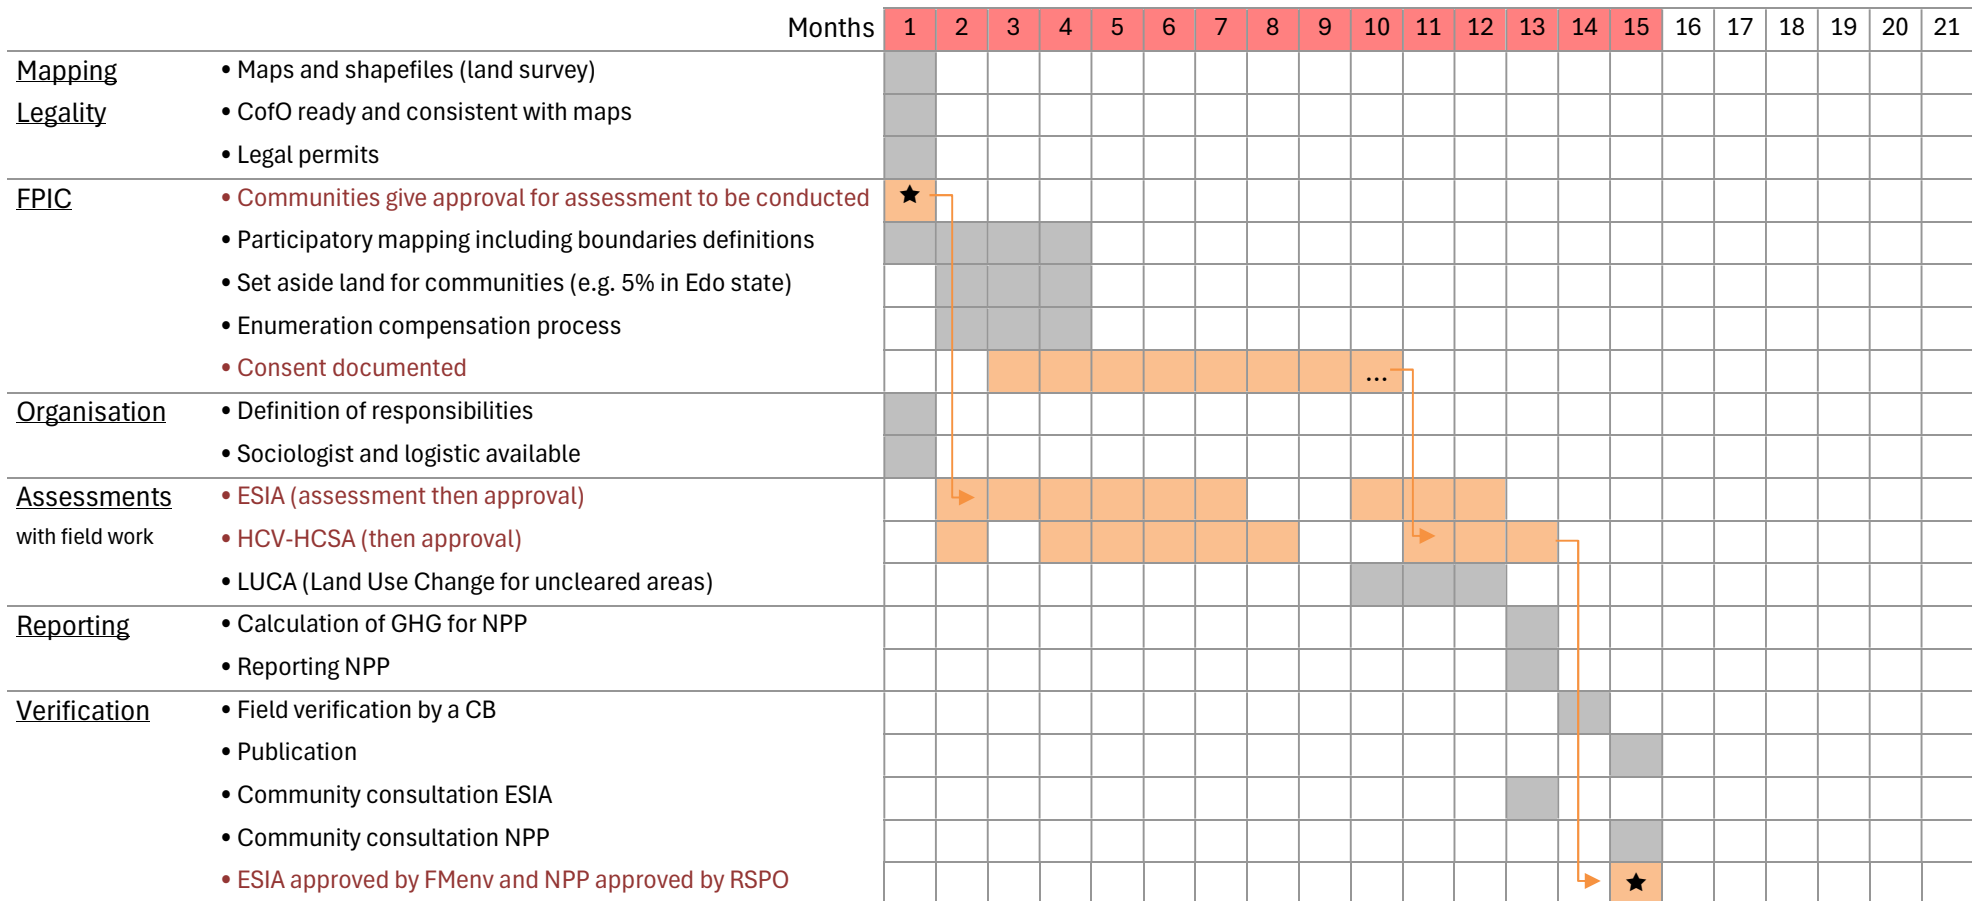 Months 1 2 3 4 5 6 7 8 9 10 11 12 13 14 15 16 17 18 19 20 21
Mapping • Maps and shapefiles (land survey)
Legality • CofO ready and consistent with maps
• Legal permits
FPIC • Communities give approval for assessment to be conducted ★
• Participatory mapping including boundaries definitions
• Set aside land for communities (e.g. 5% in Edo state)
• Enumeration compensation process
• Consent documented ...
Organisation • Definition of responsibilities
• Sociologist and logistic available
Assessments • ESIA (assessment then approval)
with field work • HCV-HCSA (then approval)
• LUCA (Land Use Change for uncleared areas)
Reporting • Calculation of GHG for NPP
• Reporting NPP
Verification • Field verification by a CB
• Publication
• Community consultation ESIA
• Community consultation NPP
• ESIA approved by FMenv and NPP approved by RSPO ★